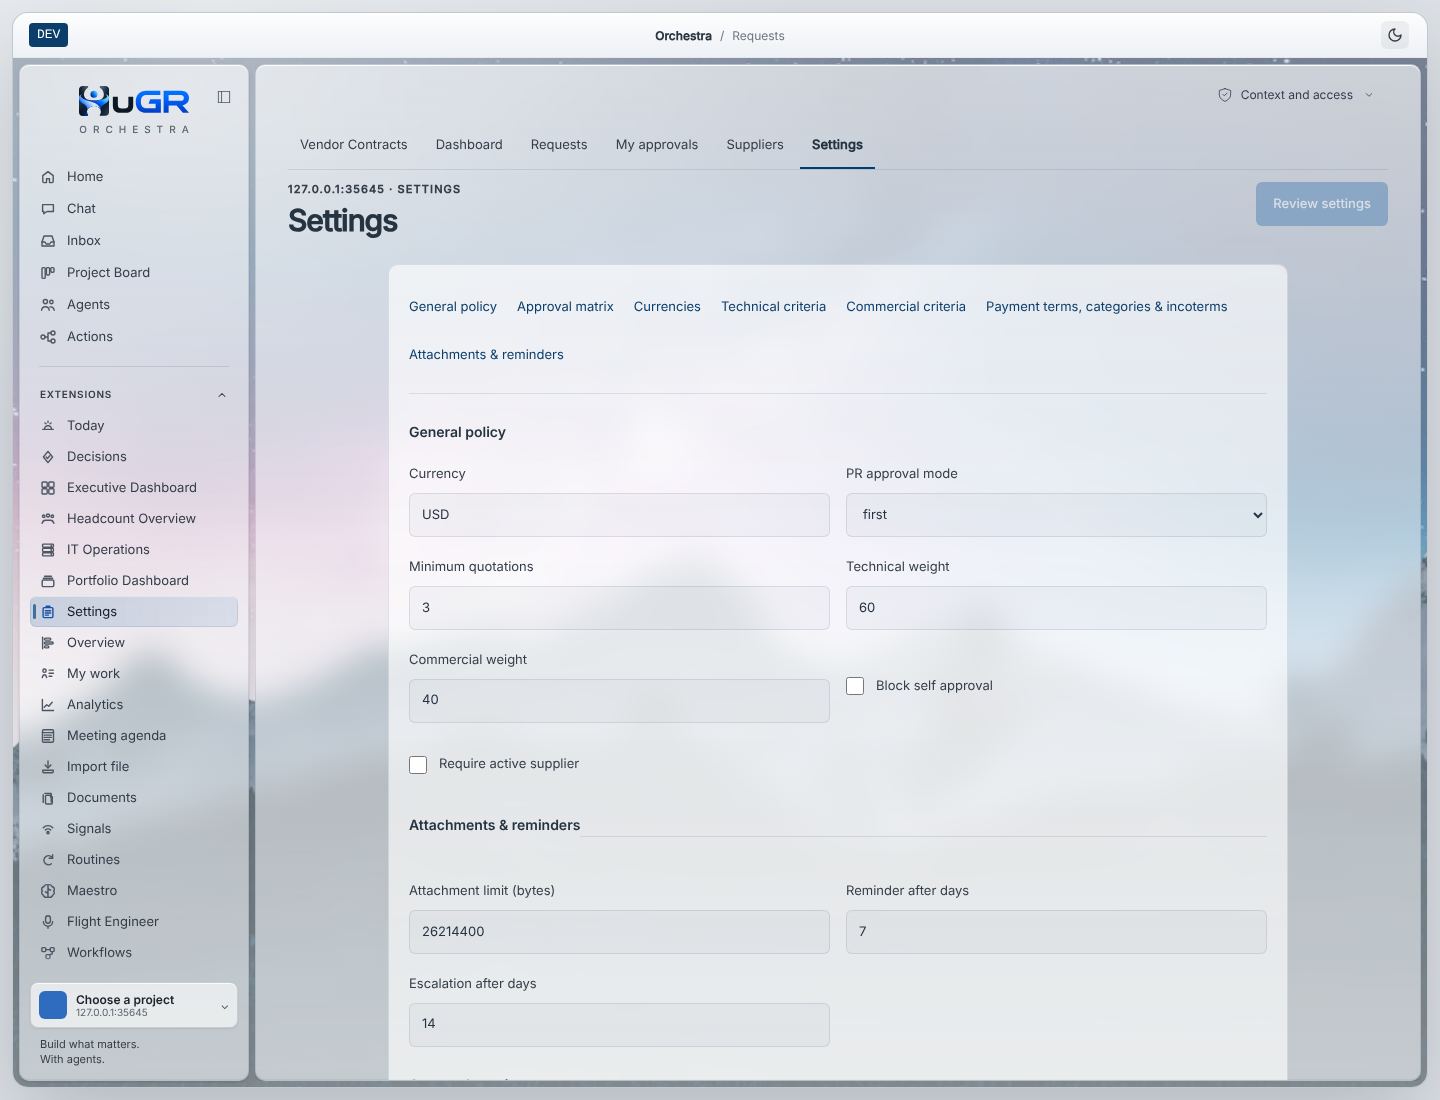 DEV
Orchestra / Requests
HuGR
ORCHESTRA
Home
Chat
Inbox
Project Board
Agents
Actions
EXTENSIONS
Today
Decisions
Executive Dashboard
Headcount Overview
IT Operations
Portfolio Dashboard
Settings
Overview
My work
Analytics
Meeting agenda
Import file
Documents
Signals
Routines
Maestro
Flight Engineer
Workflows
Choose a project
127.0.0.1:35645
Build what matters.
With agents.
Context and access
Vendor Contracts Dashboard Requests My approvals Suppliers Settings
127.0.0.1:35645 · SETTINGS
Settings
Review settings
General policy Approval matrix Currencies Technical criteria Commercial criteria Payment terms, categories & incoterms
Attachments & reminders
General policy
Currency PR approval mode
USD first
Minimum quotations Technical weight
3 60
Commercial weight
40 Block self approval
Require active supplier
Attachments & reminders
Attachment limit (bytes) Reminder after days
26214400 7
Escalation after days
14